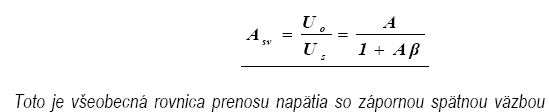 A_sv = U_o / U_s = A / (1 + Aβ)
Toto je všeobecná rovnica prenosu napätia so zápornou spätnou väzbou